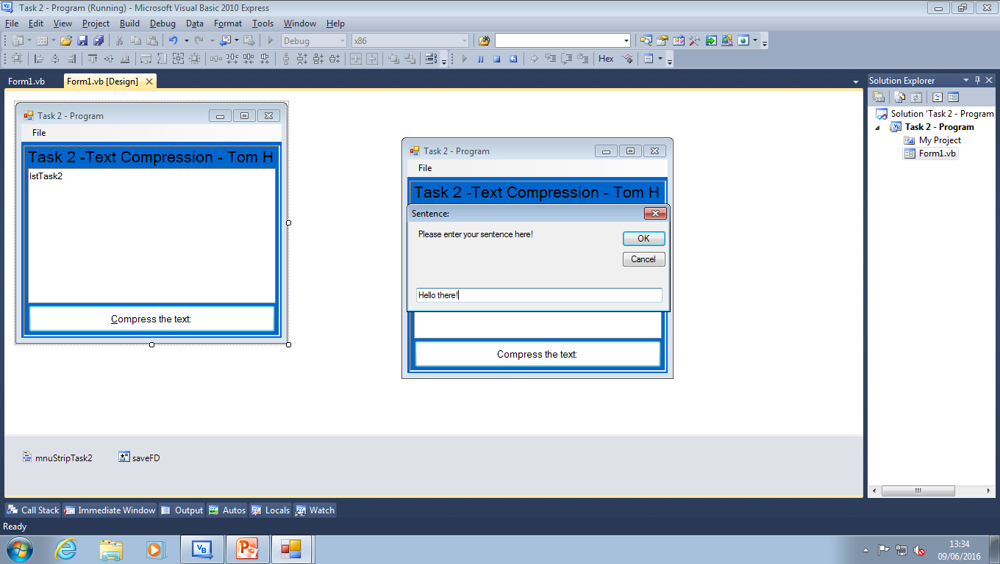 Task 2 - Program (Running) - Microsoft Visual Basic 2010 Express
File Edit View Project Build Debug Data Format Tools Window Help
Debug x86
Hex
Form1.vb Form1.vb [Design]
Task 2 - Program
File
Task 2 -Text Compression - Tom H
lstTask2
Compress the text:
Task 2 - Program
File
Task 2 -Text Compression - Tom H
Sentence:
Please enter your sentence here!
OK
Cancel
Hello there!
Compress the text:
mnuStripTask2 saveFD
Solution Explorer
Solution 'Task 2 - Program
Task 2 - Program
My Project
Form1.vb
Call Stack Immediate Window Output Autos Locals Watch
Ready
13:34
09/06/2016